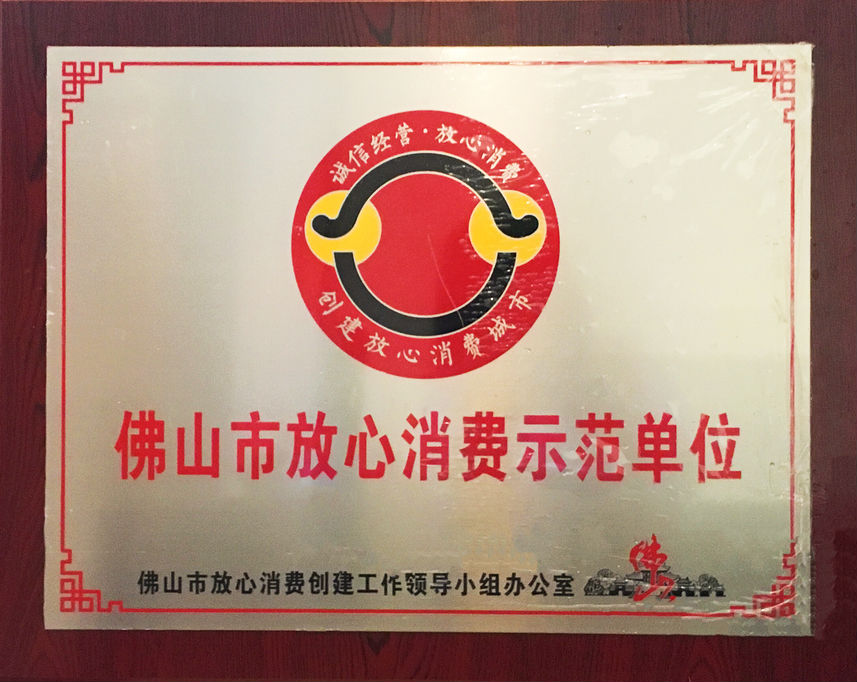 诚信经营·放心消费
创建放心消费城市
佛山市放心消费示范单位
佛山市放心消费创建工作领导小组办公室
佛山